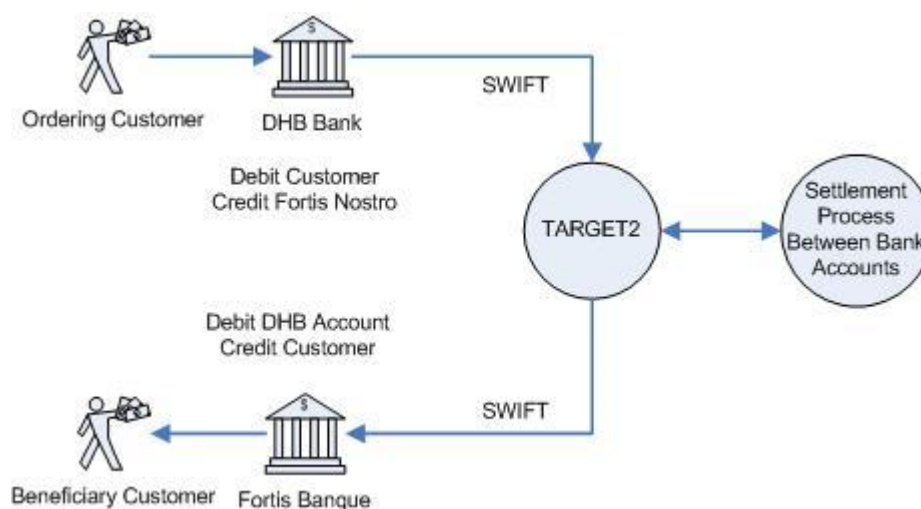 $
Ordering Customer
DHB Bank
SWIFT
Debit Customer
Credit Fortis Nostro
TARGET2
Settlement
Process
Between Bank
Accounts
Debit DHB Account
Credit Customer
$
SWIFT
Beneficiary Customer
Fortis Banque